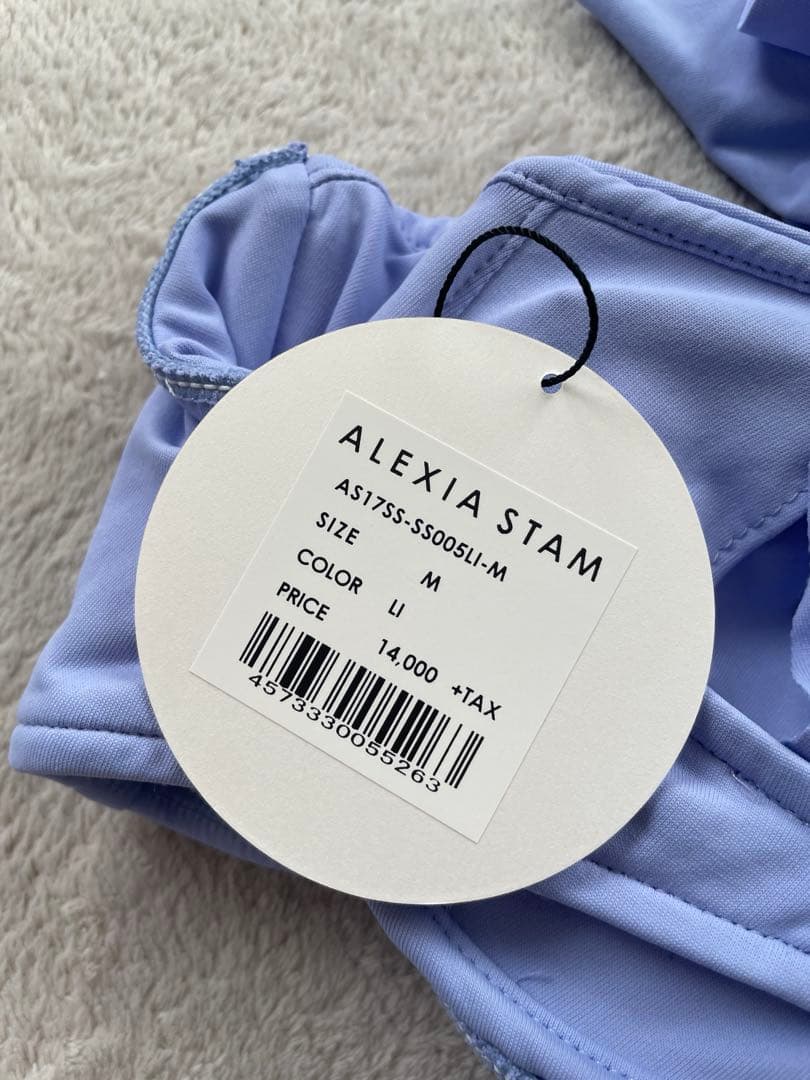 ALEXIA STAM
AS17SS-SS005LI-M
SIZE M
COLOR LI
PRICE 14,000 +TAX
4573330055263